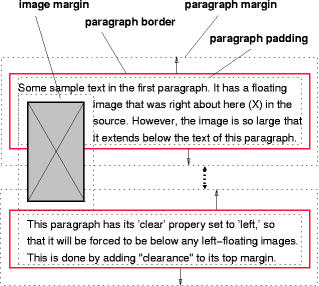 image margin
paragraph margin
paragraph border
paragraph padding
Some sample text in the first paragraph. It has a floating
image that was right about here (X) in the
source. However, the image is so large that
it extends below the text of this paragraph.
This paragraph has its 'clear' propery set to 'left,' so
that it will be forced to be below any left-floating images.
This is done by adding "clearance" to its top margin.